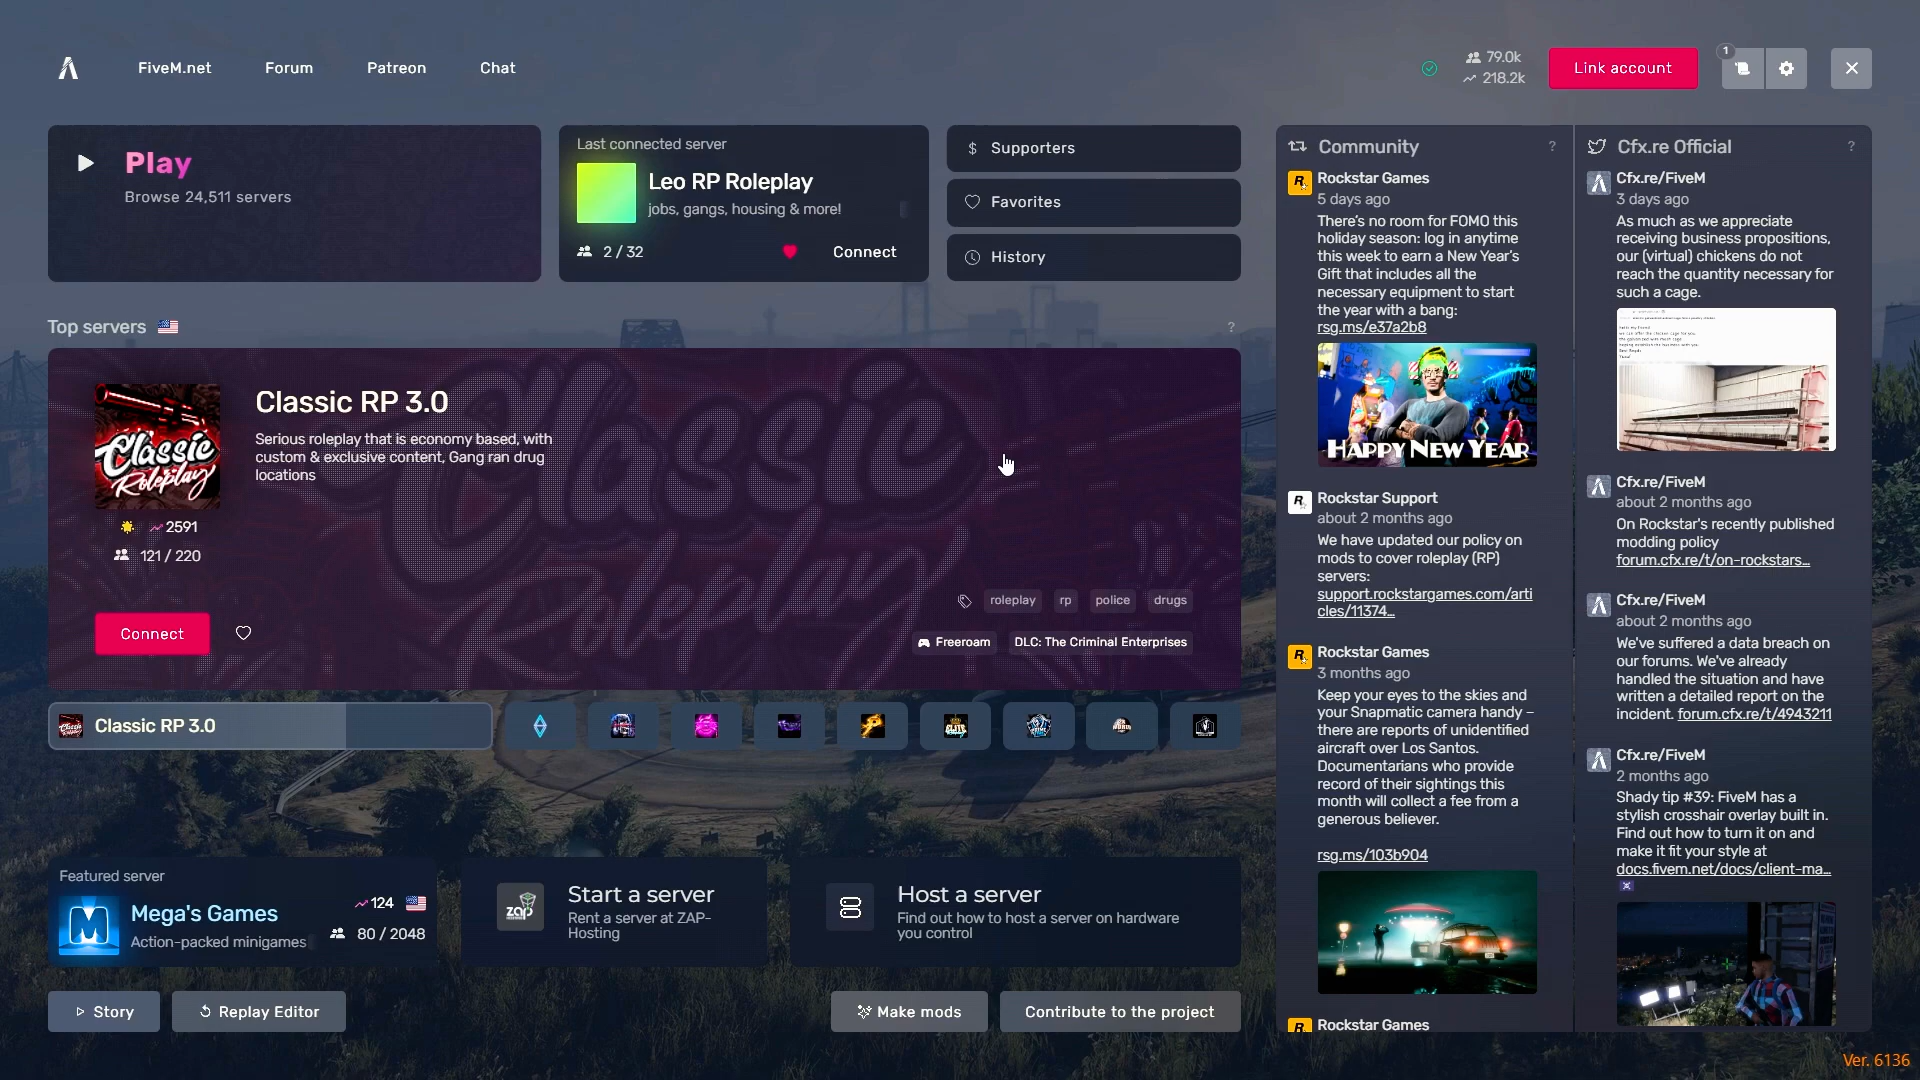 FiveM.net Forum Patreon Chat
79.0k
218.2k
Link account
1
Play
Browse 24,511 servers
Last connected server
Leo RP Roleplay
jobs, gangs, housing & more!
2 / 32
Connect
$ Supporters
Favorites
History
Top servers
?
Classic Roleplay
Classic RP 3.0
Serious roleplay that is economy based, with
custom & exclusive content, Gang ran drug
locations
2591
121 / 220
Connect
roleplay rp police drugs
Freeroam DLC: The Criminal Enterprises
Classic RP 3.0
Featured server
Mega's Games
Action-packed minigames
124
80 / 2048
ZAP
Start a server
Rent a server at ZAP-
Hosting
Host a server
Find out how to host a server on hardware
you control
Story
Replay Editor
Make mods
Contribute to the project
Community ?
Rockstar Games
5 days ago
There's no room for FOMO this
holiday season: log in anytime
this week to earn a New Year's
Gift that includes all the
necessary equipment to start
the year with a bang:
rsg.ms/e37a2b8
HAPPY NEW YEAR
Rockstar Support
about 2 months ago
We have updated our policy on
mods to cover roleplay (RP)
servers:
support.rockstargames.com/arti
cles/11374…
Rockstar Games
3 months ago
Keep your eyes to the skies and
your Snapmatic camera handy –
there are reports of unidentified
aircraft over Los Santos.
Documentarians who provide
record of their sightings this
month will collect a fee from a
generous believer.
rsg.ms/103b904
Rockstar Games
Cfx.re Official ?
Cfx.re/FiveM
3 days ago
As much as we appreciate
receiving business propositions,
our (virtual) chickens do not
reach the quantity necessary for
such a cage.
Cfx.re/FiveM
about 2 months ago
On Rockstar's recently published
modding policy
forum.cfx.re/t/on-rockstars…
Cfx.re/FiveM
about 2 months ago
We've suffered a data breach on
our forums. We've already
handled the situation and have
written a detailed report on the
incident. forum.cfx.re/t/4943211
Cfx.re/FiveM
2 months ago
Shady tip #39: FiveM has a
stylish crosshair overlay built in.
Find out how to turn it on and
make it fit your style at
docs.fivem.net/docs/client-ma…
Ver. 6136